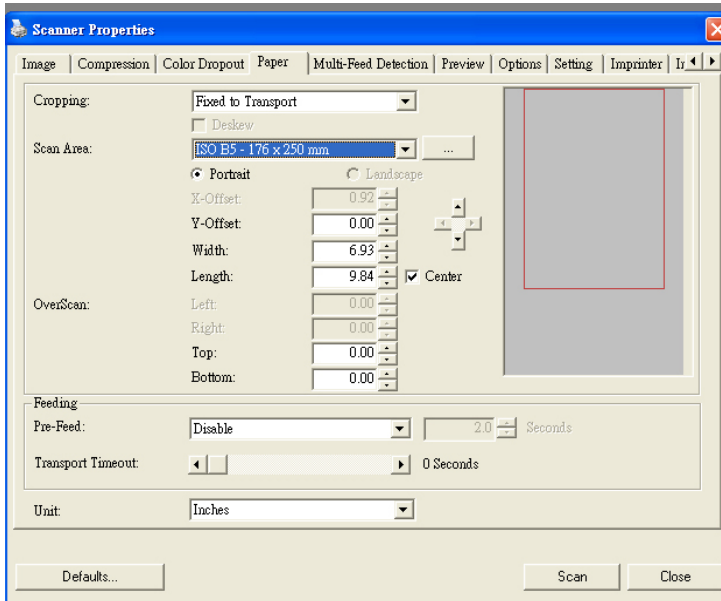 Scanner Properties
Image Compression Color Dropout Paper Multi-Feed Detection Preview Options Setting Imprinter
Cropping: Fixed to Transport
Deskew
Scan Area: ISO B5 - 176 x 250 mm ...
Portrait Landscape
X-Offset: 0.92
Y-Offset: 0.00
Width: 6.93
Length: 9.84 Center
OverScan: Left: 0.00
Right: 0.00
Top: 0.00
Bottom: 0.00
Feeding
Pre-Feed: Disable 2.0 Seconds
Transport Timeout: 0 Seconds
Unit: Inches
Defaults... Scan Close